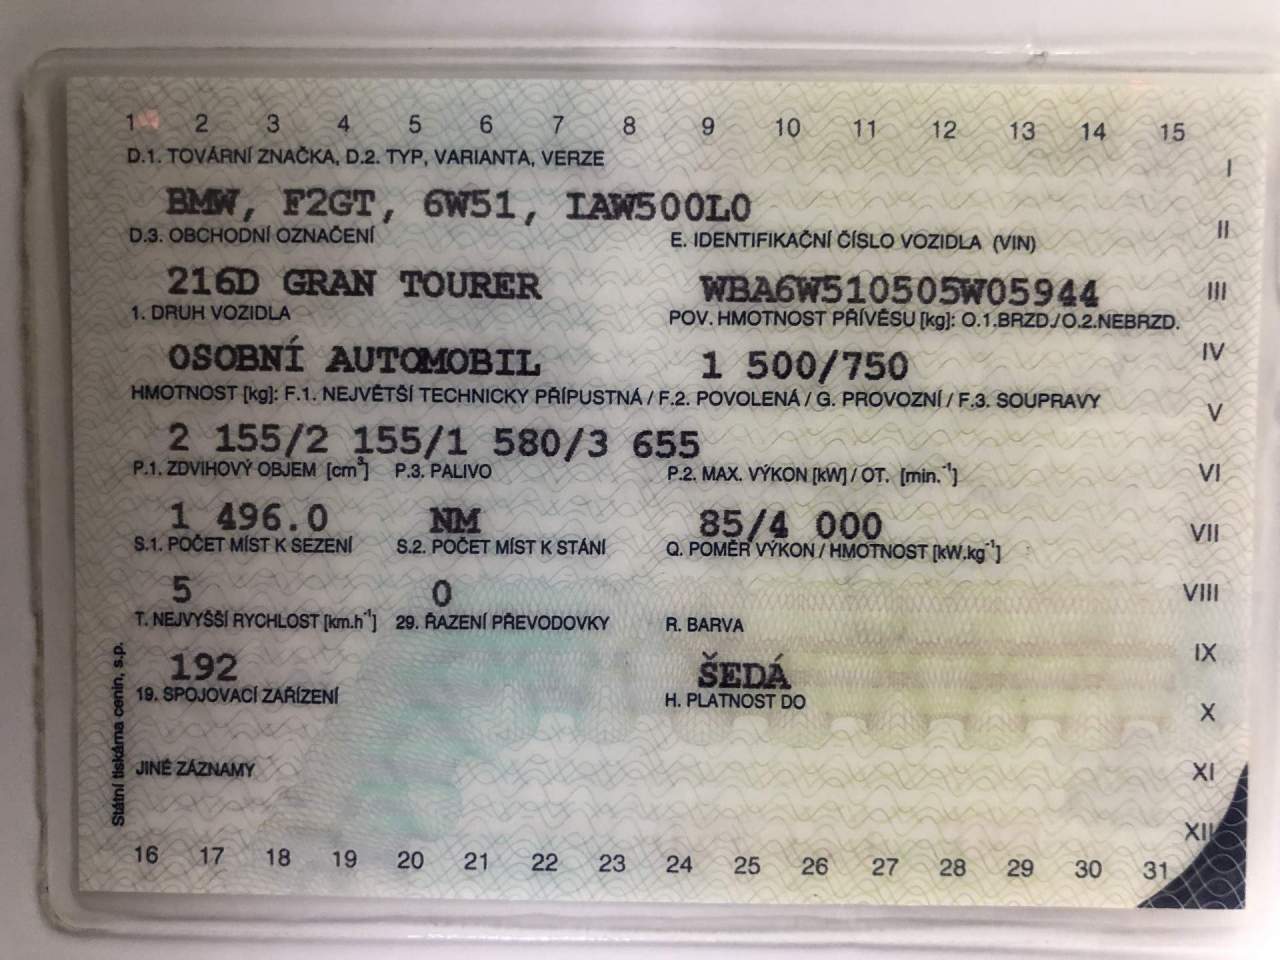 1 2 3 4 5 6 7 8 9 10 11 12 13 14 15
D.1. TOVÁRNÍ ZNAČKA, D.2. TYP, VARIANTA, VERZE
I
BMW, F2GT, 6W51, IAW500L0
II
D.3. OBCHODNÍ OZNAČENÍ E. IDENTIFIKAČNÍ ČÍSLO VOZIDLA (VIN)
216D GRAN TOURER WBA6W510505W05944
III
1. DRUH VOZIDLA POV. HMOTNOST PŘÍVĚSU [kg]: O.1.BRZD./O.2.NEBRZD.
OSOBNÍ AUTOMOBIL 1 500/750
IV
HMOTNOST [kg]: F.1. NEJVĚTŠÍ TECHNICKY PŘÍPUSTNÁ / F.2. POVOLENÁ / G. PROVOZNÍ / F.3. SOUPRAVY
V
2 155/2 155/1 580/3 655
P.1. ZDVIHOVÝ OBJEM [cm³] P.3. PALIVO P.2. MAX. VÝKON [kW] / OT. [min.⁻¹]
VI
1 496.0 NM 85/4 000
VII
S.1. POČET MÍST K SEZENÍ S.2. POČET MÍST K STÁNÍ Q. POMĚR VÝKON / HMOTNOST [kW.kg⁻¹]
5 0
VIII
T. NEJVYŠŠÍ RYCHLOST [km.h⁻¹] 29. ŘAZENÍ PŘEVODOVKY R. BARVA
192 ŠEDÁ
IX
19. SPOJOVACÍ ZAŘÍZENÍ H. PLATNOST DO
X
JINÉ ZÁZNAMY
XI
XII
16 17 18 19 20 21 22 23 24 25 26 27 28 29 30 31
Státní tiskárna cenin, s.p.